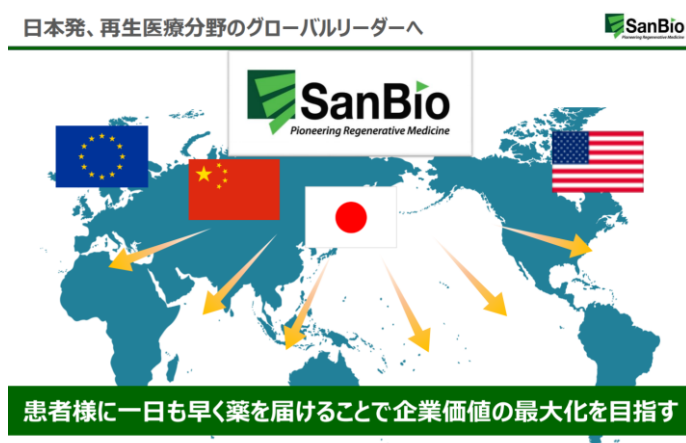 日本発、再生医療分野のグローバルリーダーへ
SanBio
Pioneering Regenerative Medicine
SanBio
Pioneering Regenerative Medicine
患者様に一日も早く薬を届けることで企業価値の最大化を目指す